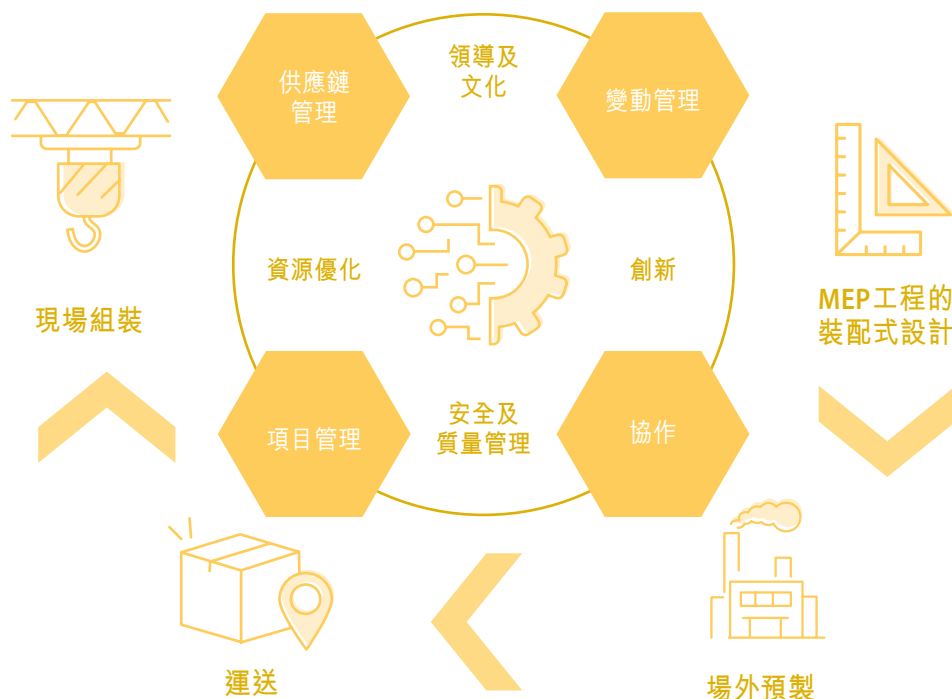 領導及
文化
供應鏈
管理
變動管理
資源優化
創新
現場組裝
MEP工程的
裝配式設計
項目管理
安全及
質量管理
協作
運送
場外預製